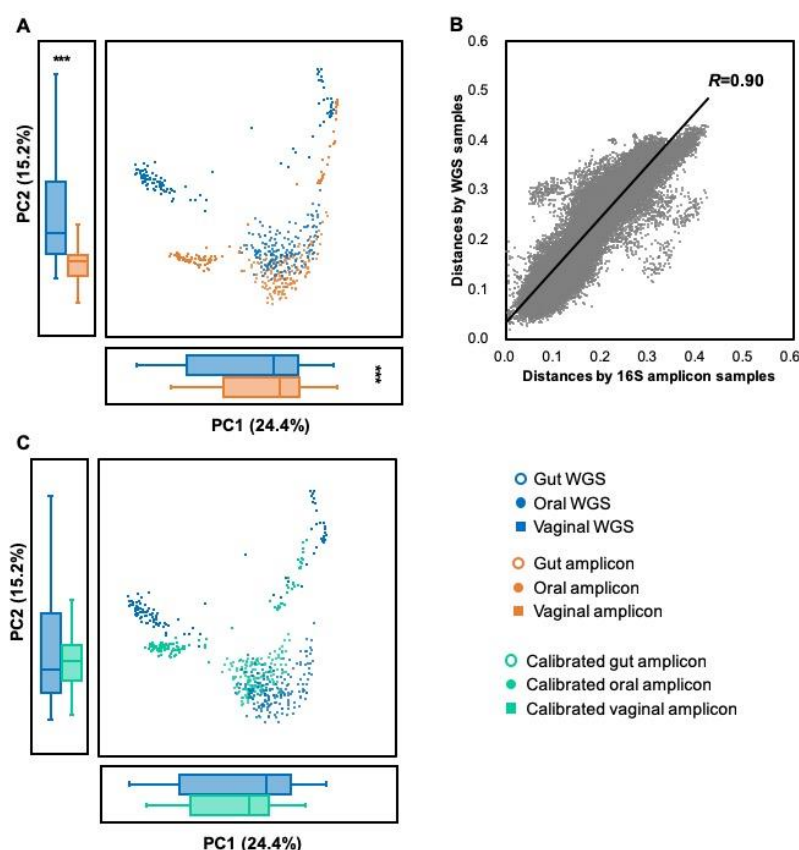 A
***
PC2 (15.2%)
***
PC1 (24.4%)
B
R=0.90
Distances by WGS samples
0.6
0.5
0.4
0.3
0.2
0.1
0.0
0.0 0.1 0.2 0.3 0.4 0.5 0.6
Distances by 16S amplicon samples
C
PC2 (15.2%)
PC1 (24.4%)
Gut WGS
Oral WGS
Vaginal WGS
Gut amplicon
Oral amplicon
Vaginal amplicon
Calibrated gut amplicon
Calibrated oral amplicon
Calibrated vaginal amplicon